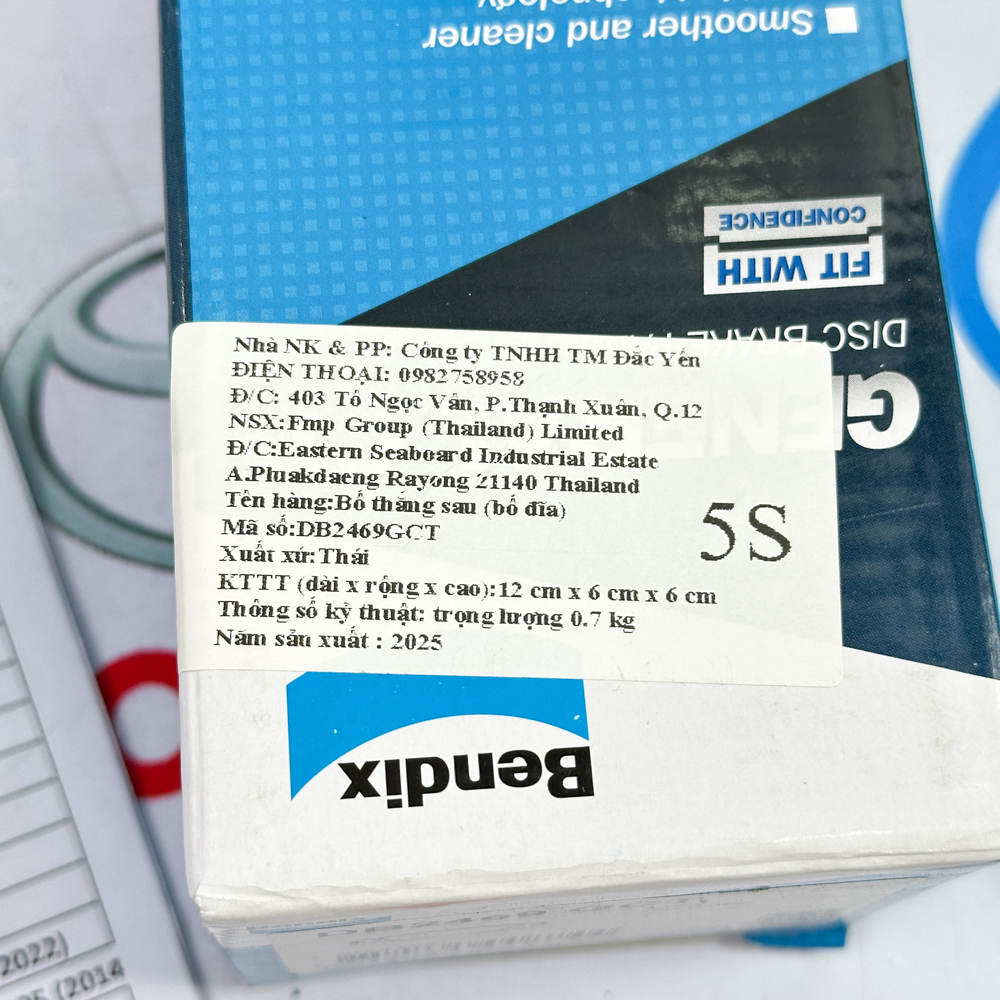 Smoother and cleaner
CONFIDENCE
FIT WITH
Nhà NK & PP: Công ty TNHH TM Đắc Yến
ĐIỆN THOẠI: 0982758958
Đ/C: 403 Tô Ngọc Vân, P.Thạnh Xuân, Q.12
NSX:Fmp Group (Thailand) Limited
Đ/C:Eastern Seaboard Industrial Estate
A.Pluakdaeng Rayong 21140 Thailand
Tên hàng:Bố thắng sau (bố đĩa)
Mã số:DB2469GCT
Xuất xứ:Thái
KTTT (dài x rộng x cao):12 cm x 6 cm x 6 cm
Thông số kỹ thuật: trọng lượng 0.7 kg
Năm sản xuất : 2025
5S
DISC
Bendix
2022)
(2014